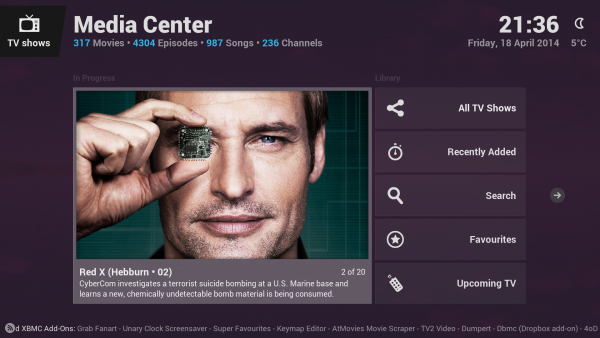 TV shows
Media Center
317 Movies • 4304 Episodes • 987 Songs • 236 Channels
21:36
Friday, 18 April 2014
5°C
In Progress
Red X (Hebburn • 02)
2 of 20
CyberCom investigates a terrorist suicide bombing at a U.S. Marine base and
learns a new, chemically undetectable bomb material is being consumed.
Library
All TV Shows
Recently Added
Search
Favourites
Upcoming TV
d XBMC Add-Ons: Grab Fanart - Unary Clock Screensaver - Super Favourites - Keymap Editor - AtMovies Movie Scraper - TV2 Video - Dumpert - Dbmc (Dropbox add-on) - 4oD